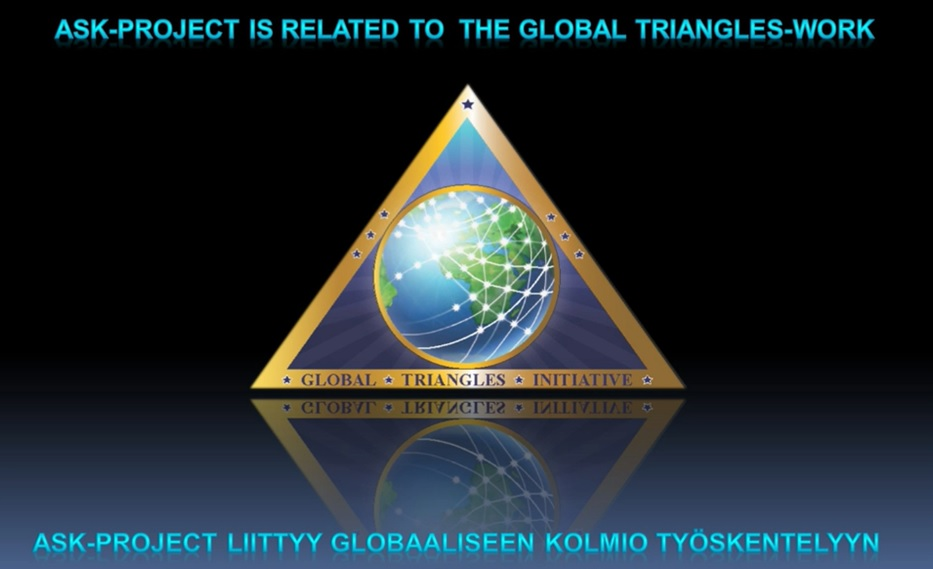 ASK-PROJECT IS RELATED TO THE GLOBAL TRIANGLES-WORK
GLOBAL TRIANGLES INITIATIVE
ASK-PROJECT LIITTYY GLOBAALISEEN KOLMIO TYÖSKENTELYYN